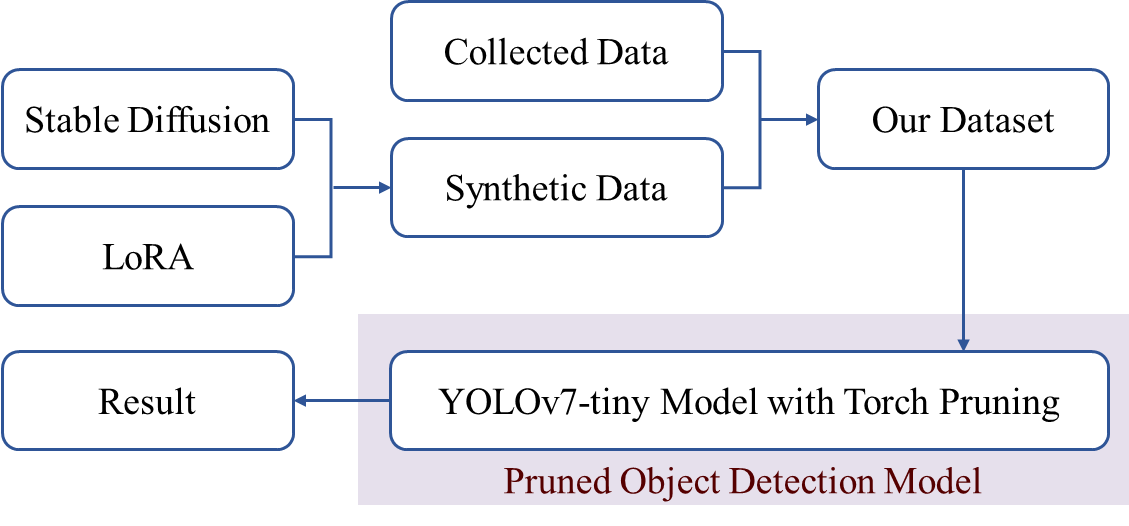 Collected Data
Stable Diffusion
Our Dataset
Synthetic Data
LoRA
Result
YOLOv7-tiny Model with Torch Pruning
Pruned Object Detection Model